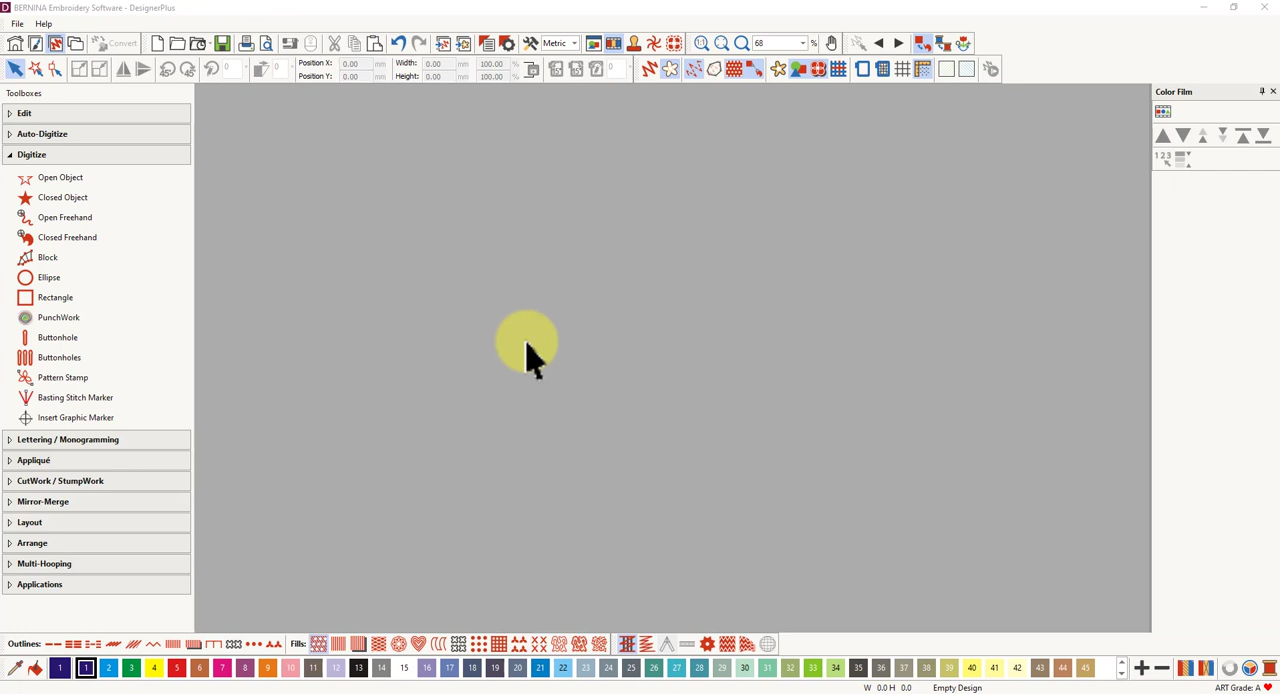 BERNINA Embroidery Software - DesignerPlus
File Help
Convert Metric 68 %
Position X: 0.00 mm Width: 0.00 mm 100.00 % 0
Position Y: 0.00 mm Height: 0.00 mm 100.00 %
Toolboxes
Edit
Auto-Digitize
Digitize
Open Object
Closed Object
Open Freehand
Closed Freehand
Block
Ellipse
Rectangle
PunchWork
Buttonhole
Buttonholes
Pattern Stamp
Basting Stitch Marker
Insert Graphic Marker
Lettering / Monogramming
Appliqué
CutWork / StumpWork
Mirror-Merge
Layout
Arrange
Multi-Hooping
Applications
Color Film
1 2 3
Outlines: Fills:
1 1 2 3 4 5 6 7 8 9 10 11 12 13 14 15 16 17 18 19 20 21 22 23 24 25 26 27 28 29 30 31 32 33 34 35 36 37 38 39 40 41 42 43 44 45
W 0.0 H 0.0 Empty Design ART Grade: A